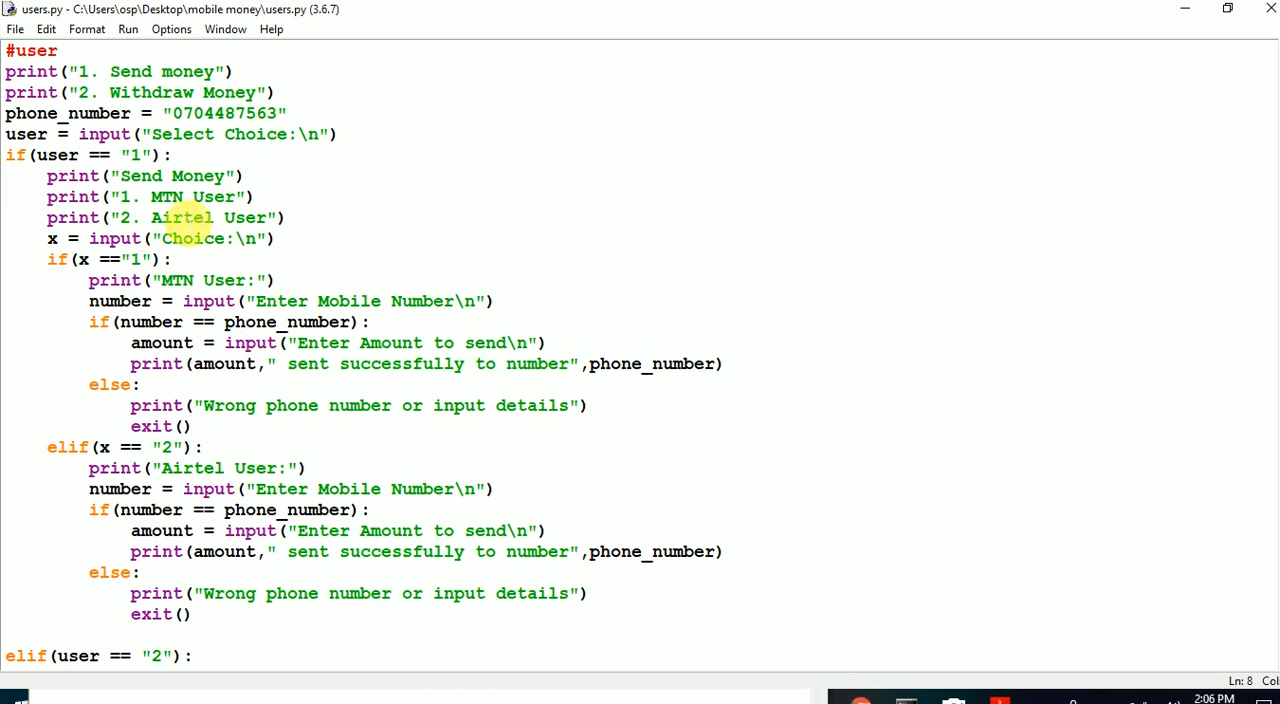 users.py - C:\Users\osp\Desktop\mobile money\users.py (3.6.7)
File Edit Format Run Options Window Help
#user
print("1. Send money")
print("2. Withdraw Money")
phone_number = "0704487563"
user = input("Select Choice:\n")
if(user == "1"):
    print("Send Money")
    print("1. MTN User")
    print("2. Airtel User")
    x = input("Choice:\n")
    if(x =="1"):
        print("MTN User:")
        number = input("Enter Mobile Number\n")
        if(number == phone_number):
            amount = input("Enter Amount to send\n")
            print(amount," sent successfully to number",phone_number)
        else:
            print("Wrong phone number or input details")
            exit()
    elif(x == "2"):
        print("Airtel User:")
        number = input("Enter Mobile Number\n")
        if(number == phone_number):
            amount = input("Enter Amount to send\n")
            print(amount," sent successfully to number",phone_number)
        else:
            print("Wrong phone number or input details")
            exit()
elif(user == "2"):
Ln: 8 Col
2:06 PM